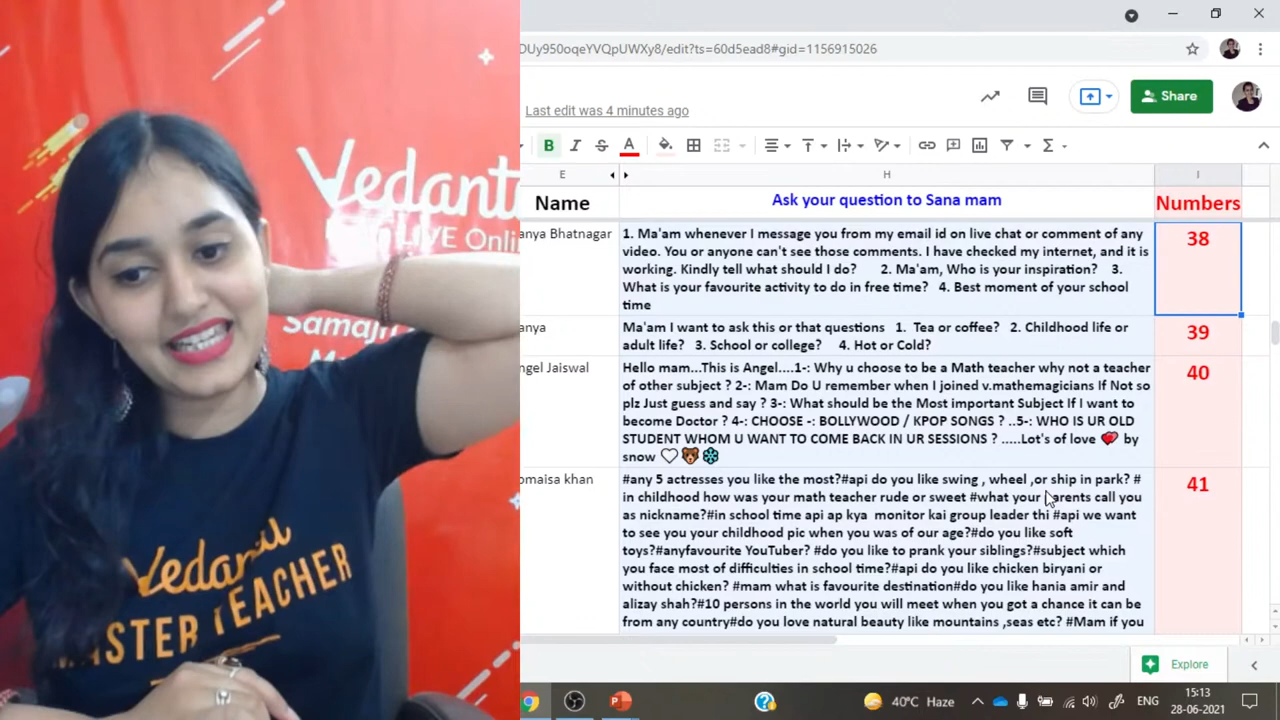 DUy950oqeYVQpUWXy8/edit?ts=60d5ead8#gid=1156915026
Last edit was 4 minutes ago
Share
B I S A
E H I
Name Ask your question to Sana mam Numbers
anya Bhatnagar
1. Ma'am whenever I message you from my email id on live chat or comment of any
video. You or anyone can't see those comments. I have checked my internet, and it is
working. Kindly tell what should I do? 2. Ma'am, Who is your inspiration? 3.
What is your favourite activity to do in free time? 4. Best moment of your school
time
38
anya
Ma'am I want to ask this or that questions 1. Tea or coffee? 2. Childhood life or
adult life? 3. School or college? 4. Hot or Cold?
39
ngel Jaiswal
Hello mam...This is Angel....1-: Why u choose to be a Math teacher why not a teacher
of other subject ? 2-: Mam Do U remember when I joined v.mathemagicians If Not so
plz Just guess and say ? 3-: What should be the Most important Subject If I want to
become Doctor ? 4-: CHOOSE -: BOLLYWOOD / KPOP SONGS ? ..5-: WHO IS UR OLD
STUDENT WHOM U WANT TO COME BACK IN UR SESSIONS ? .....Lot's of love 💕 by
snow 🤍🐻❄
40
omaisa khan
#any 5 actresses you like the most?#api do you like swing , wheel ,or ship in park? #
in childhood how was your math teacher rude or sweet #what your parents call you
as nickname?#in school time api ap kya monitor kai group leader thi #api we want
to see you your childhood pic when you was of our age?#do you like soft
toys?#anyfavourite YouTuber? #do you like to prank your siblings?#subject which
you face most of difficulties in school time?#api do you like chicken biryani or
without chicken? #mam what is favourite destination#do you like hania amir and
alizay shah?#10 persons in the world you will meet when you got a chance it can be
from any country#do you love natural beauty like mountains ,seas etc? #Mam if you
41
Explore
40°C Haze
ENG
15:13
28-06-2021
Vedant
LIVE Onli
Samajh
Vedantu
MASTER TEACHER